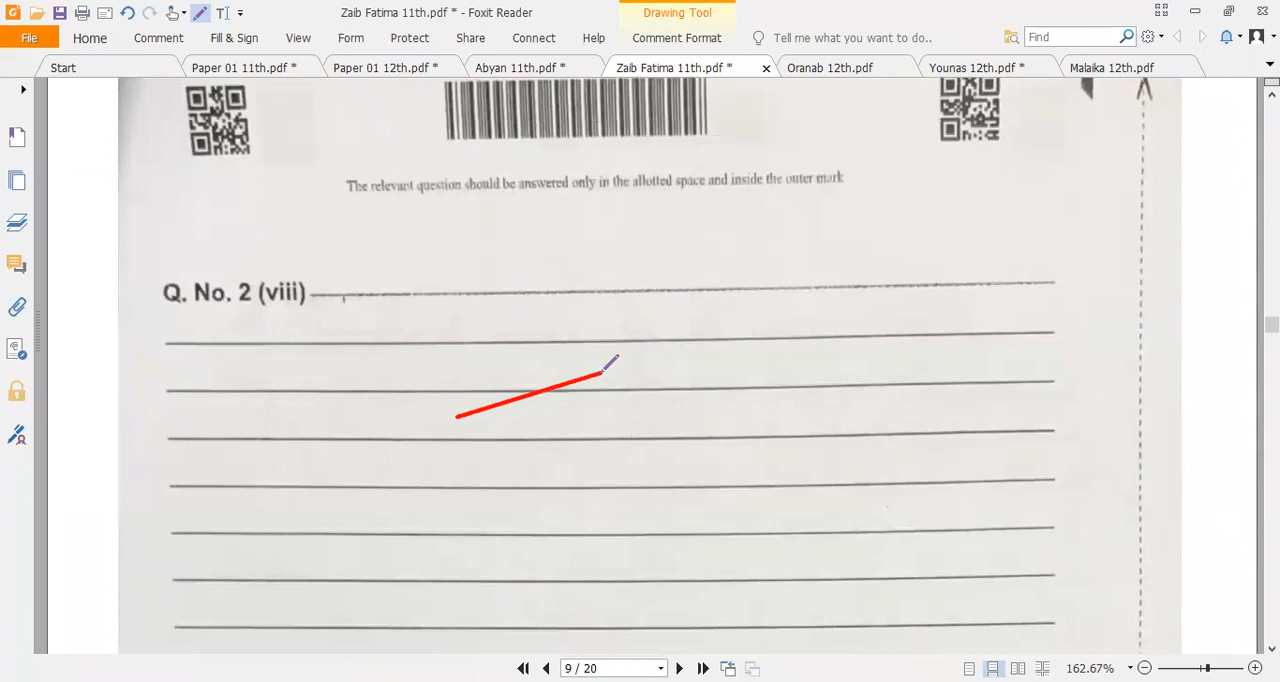 Zaib Fatima 11th.pdf * - Foxit Reader
Drawing Tool
File
Home
Comment
Fill & Sign
View
Form
Protect
Share
Connect
Help
Comment Format
Tell me what you want to do..
Find
Start
Paper 01 11th.pdf *
Paper 01 12th.pdf *
Abyan 11th.pdf *
Zaib Fatima 11th.pdf *
Oranab 12th.pdf
Younas 12th.pdf *
Malaika 12th.pdf
The relevant question should be answered only in the allotted space and inside the outer mark
Q. No. 2 (viii)
9 / 20
162.67%